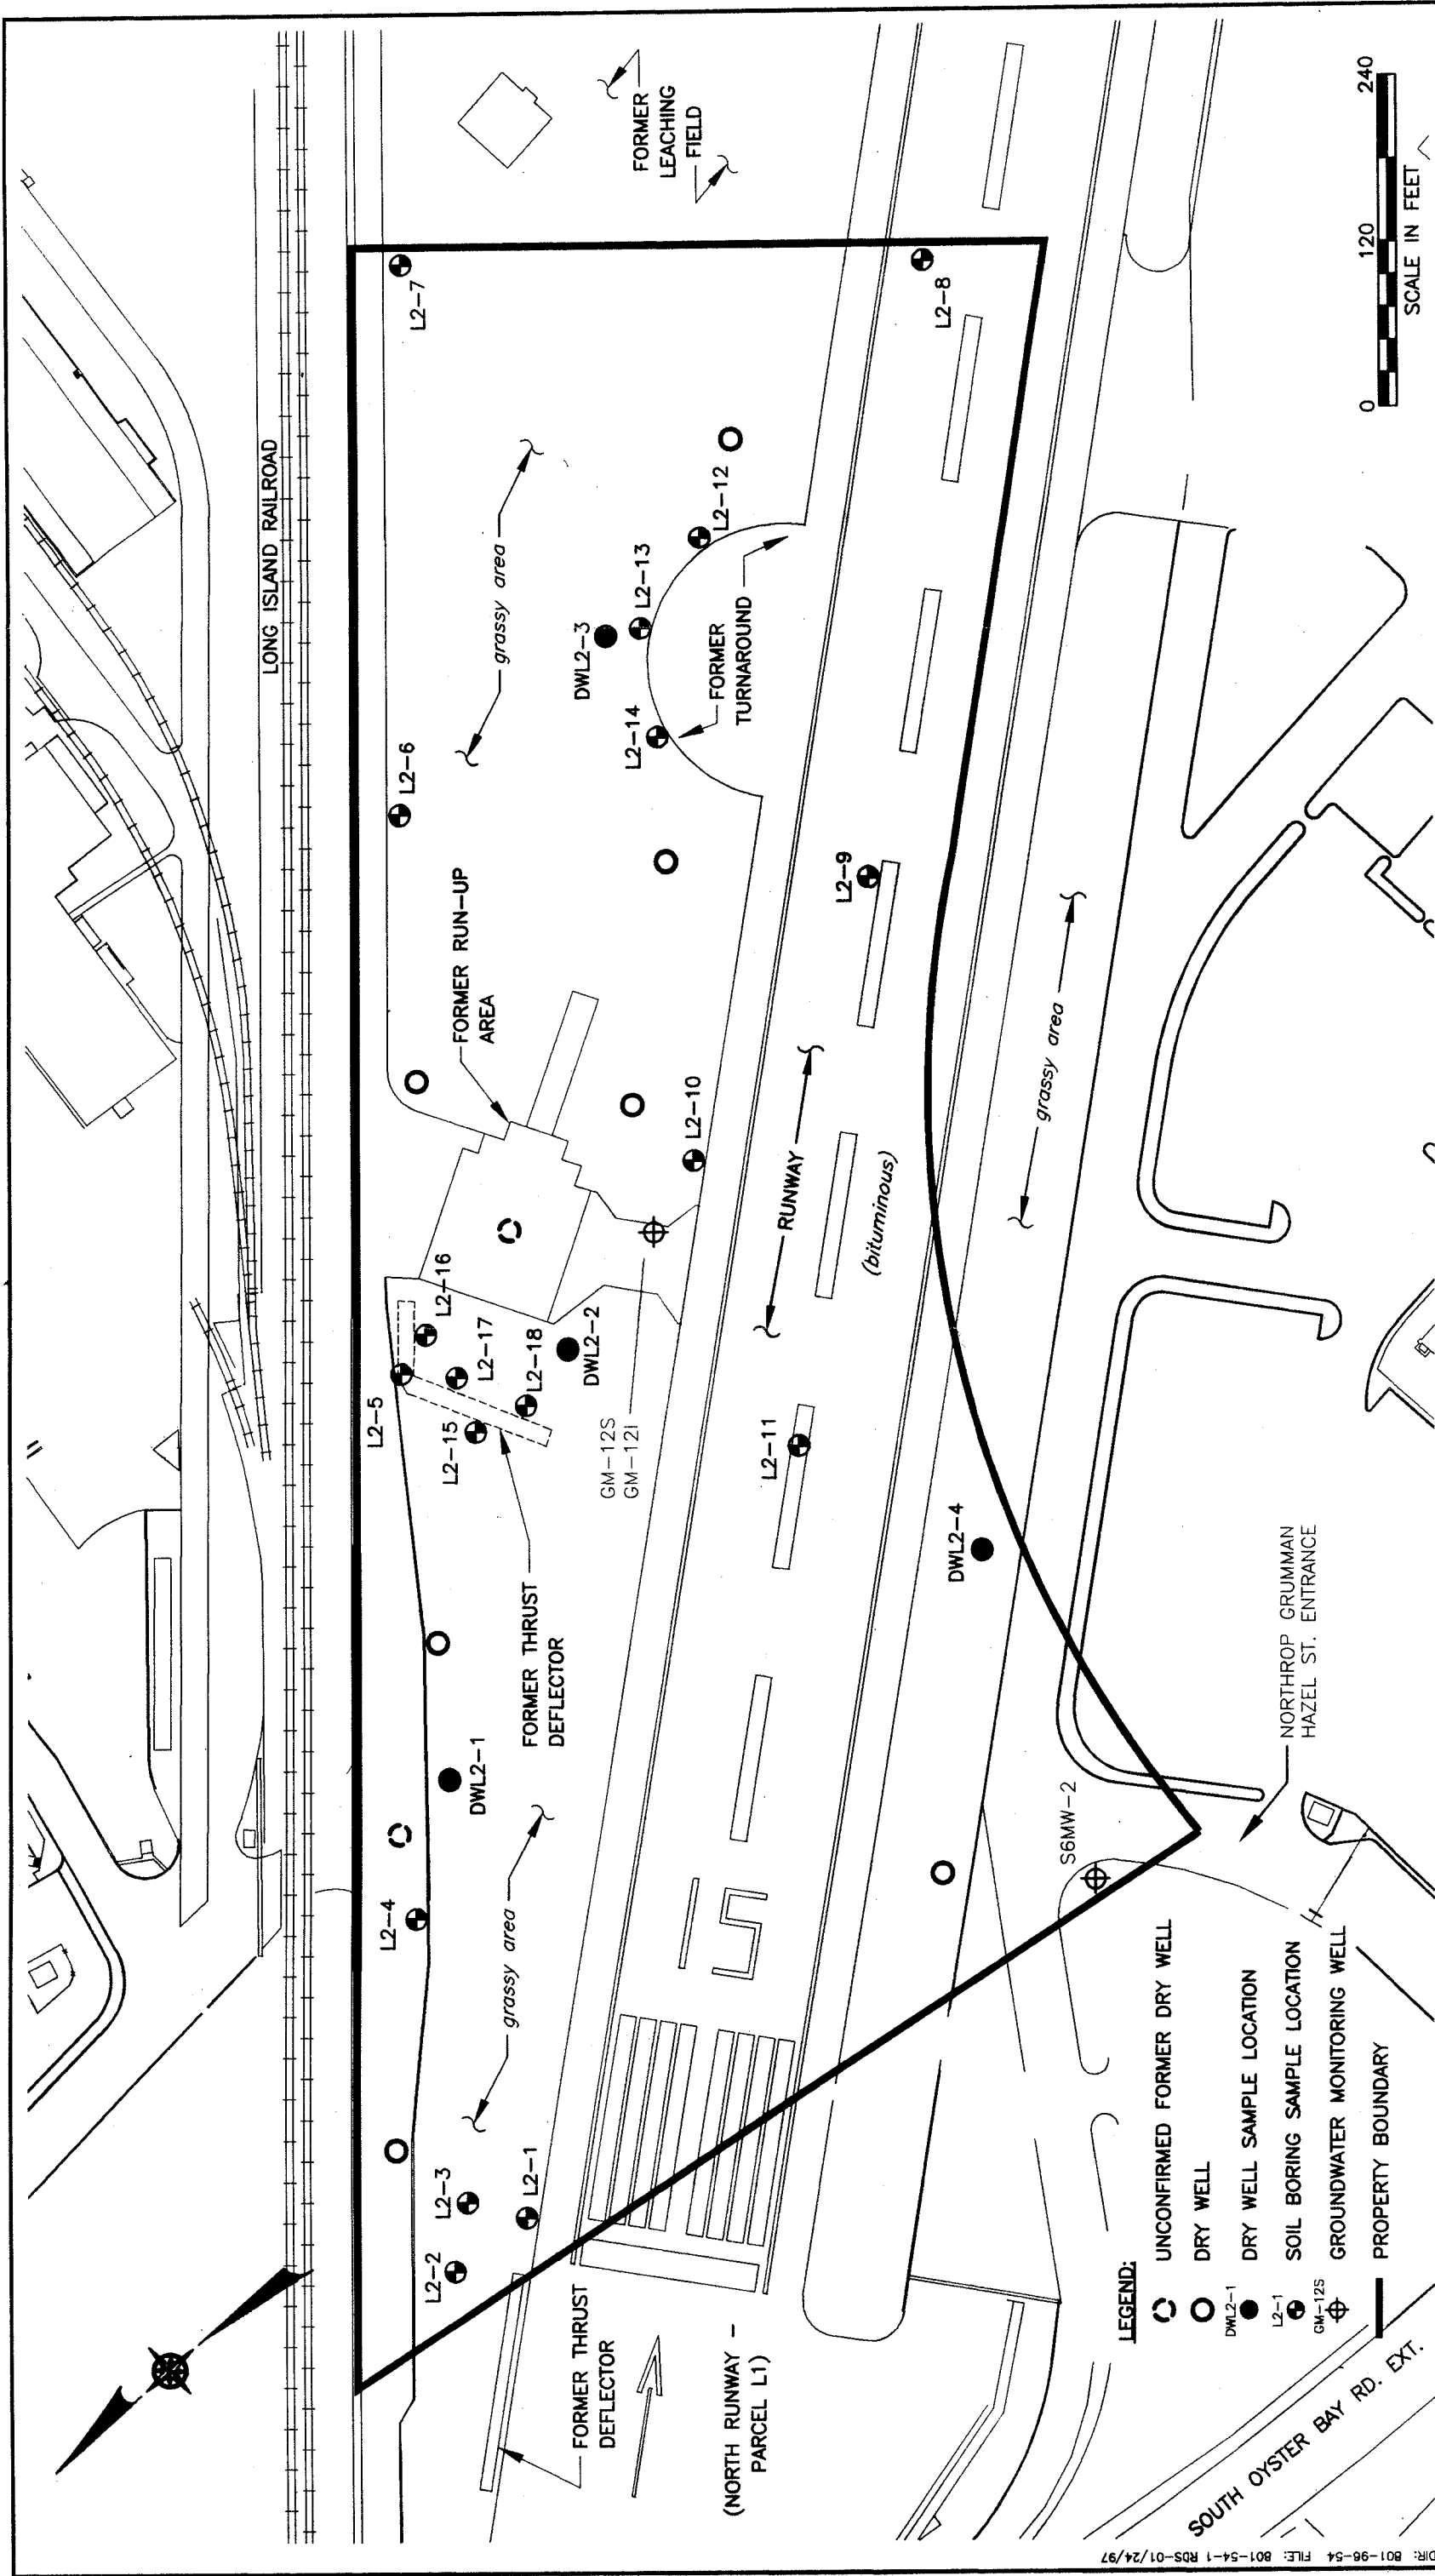 LONG ISLAND RAILROAD
FORMER
LEACHING
FIELD
L2-7
L2-8
L2-6
grassy area
DWL2-3
L2-13
L2-12
L2-14
FORMER
TURNAROUND
L2-9
FORMER RUN-UP
AREA
L2-10
RUNWAY
(bituminous)
grassy area
L2-16
L2-17
L2-18
L2-5
L2-15
DWL2-2
GM-12S
GM-12I
L2-11
DWL2-4
FORMER THRUST
DEFLECTOR
DWL2-1
L2-4
grassy area
15
L2-3
L2-1
L2-2
FORMER THRUST
DEFLECTOR
(NORTH RUNWAY -
PARCEL L1)
S6MW-2
NORTHROP GRUMMAN
HAZEL ST. ENTRANCE
SOUTH OYSTER BAY RD. EXT.
LEGEND:
UNCONFIRMED FORMER DRY WELL
DRY WELL
DWL2-1
DRY WELL SAMPLE LOCATION
L2-1
SOIL BORING SAMPLE LOCATION
GM-12S
GROUNDWATER MONITORING WELL
PROPERTY BOUNDARY
0 120 240
SCALE IN FEET
DIR: 801-96-54 FILE: 801-54-1 RDS-01/24/97